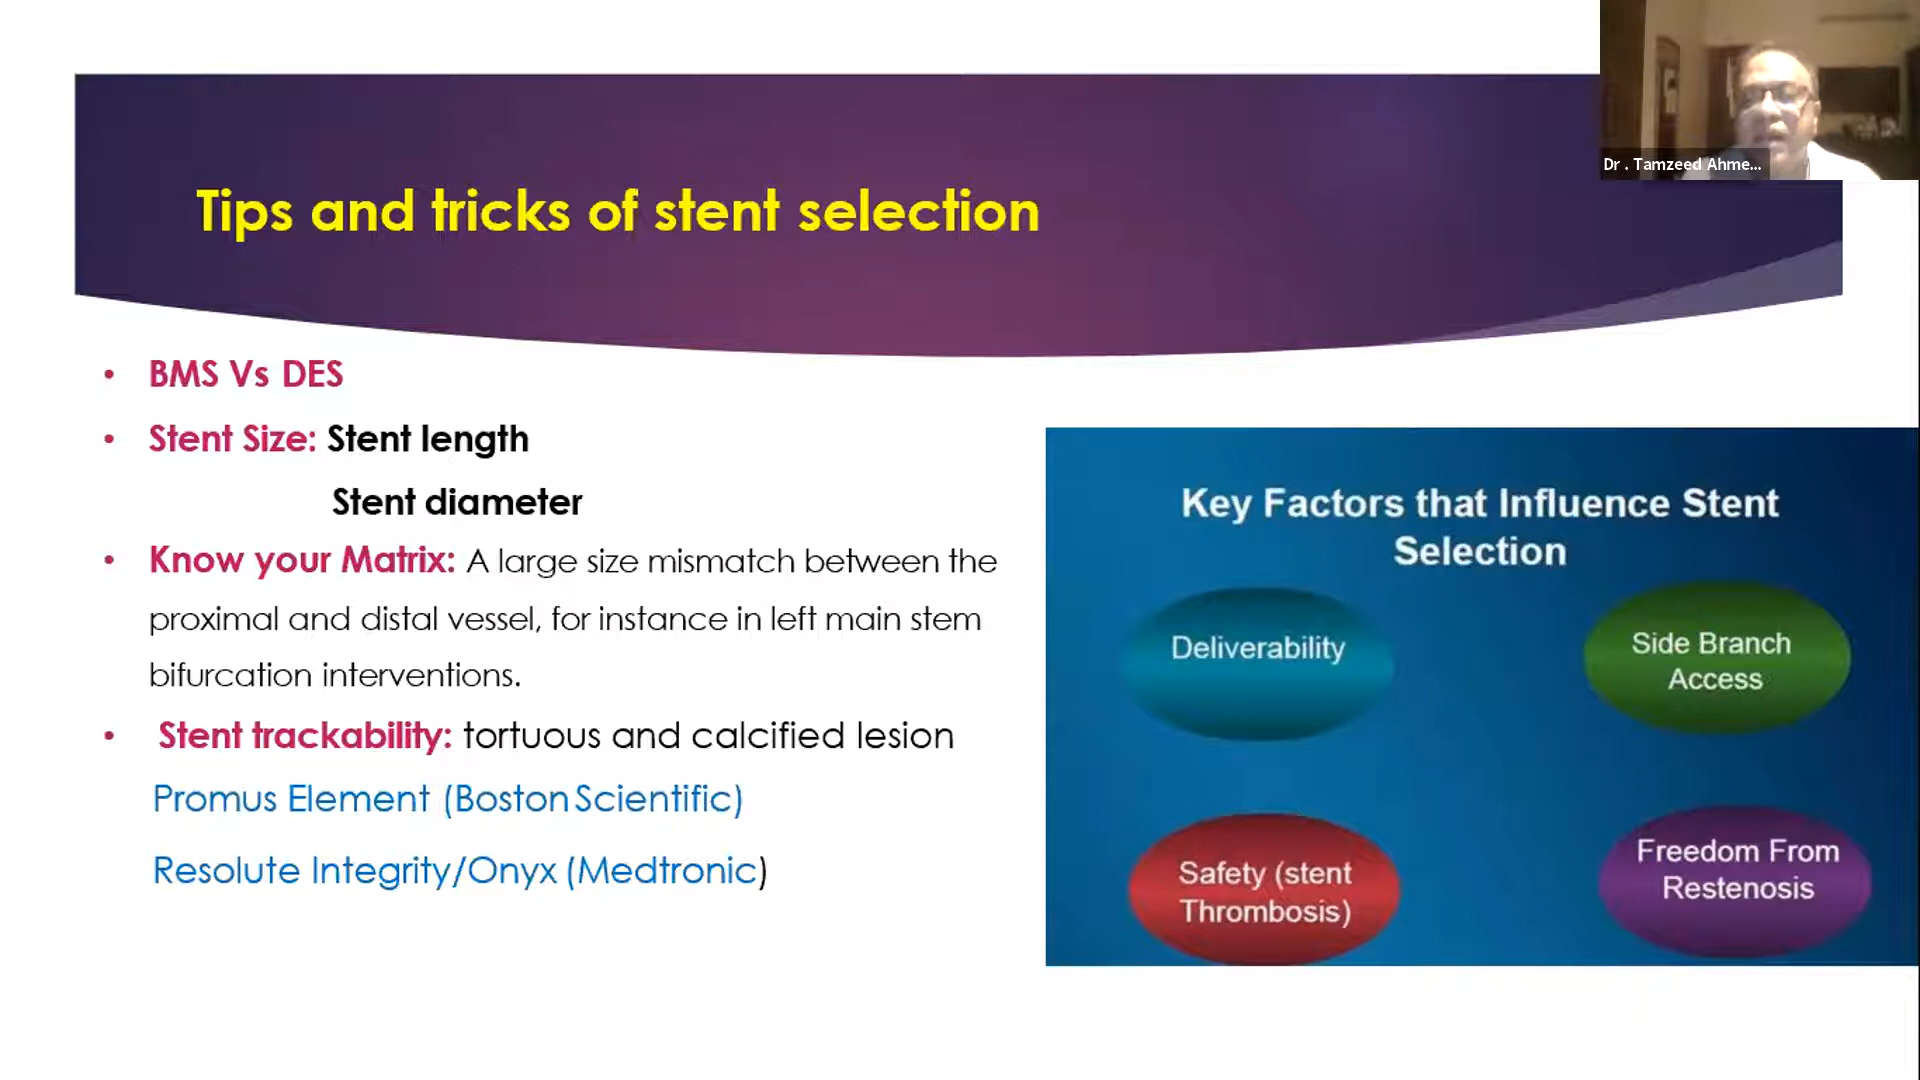 Dr . Tamzeed Ahme...
Tips and tricks of stent selection
• BMS Vs DES
• Stent Size: Stent length
Stent diameter
• Know your Matrix: A large size mismatch between the
proximal and distal vessel, for instance in left main stem
bifurcation interventions.
• Stent trackability: tortuous and calcified lesion
Promus Element (Boston Scientific)
Resolute Integrity/Onyx (Medtronic)
Key Factors that Influence Stent
Selection
Deliverability
Side Branch
Access
Safety (stent
Thrombosis)
Freedom From
Restenosis